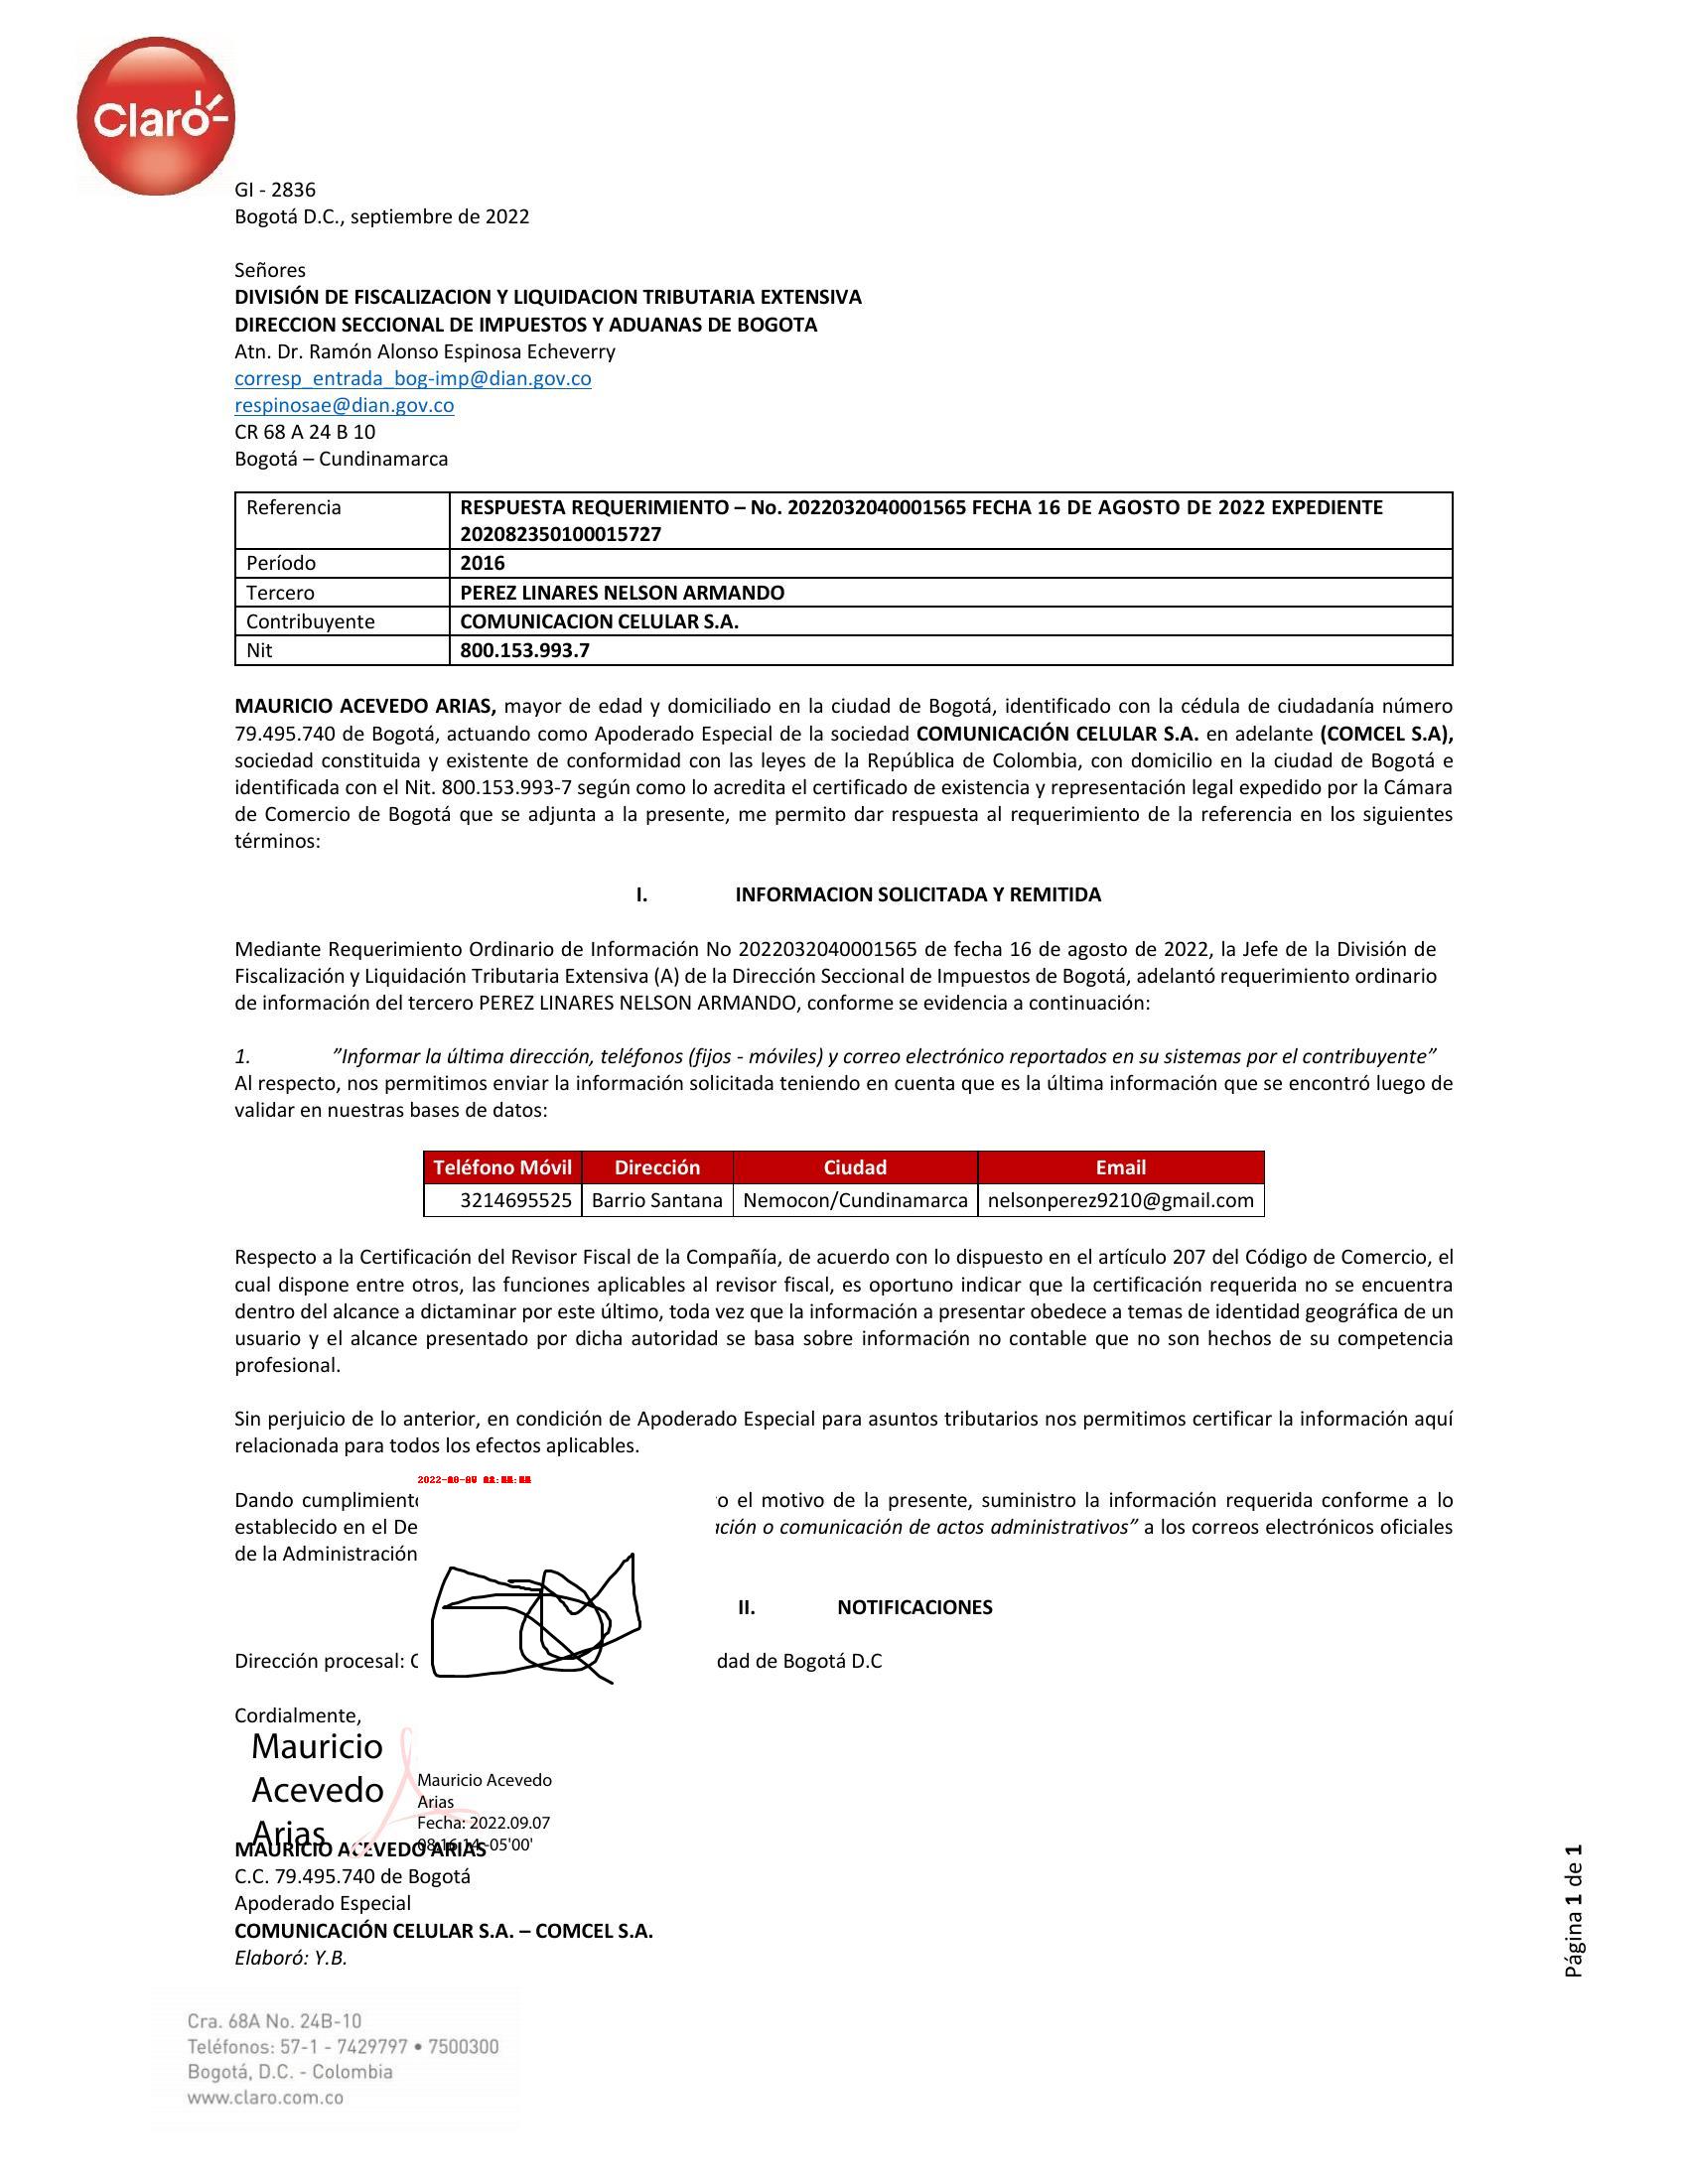 Claro
GI - 2836
Bogotá D.C., septiembre de 2022
Señores
DIVISIÓN DE FISCALIZACION Y LIQUIDACION TRIBUTARIA EXTENSIVA
DIRECCION SECCIONAL DE IMPUESTOS Y ADUANAS DE BOGOTA
Atn. Dr. Ramón Alonso Espinosa Echeverry
corresp_entrada_bog-imp@dian.gov.co
respinosae@dian.gov.co
CR 68 A 24 B 10
Bogotá – Cundinamarca
Referencia RESPUESTA REQUERIMIENTO – No. 2022032040001565 FECHA 16 DE AGOSTO DE 2022 EXPEDIENTE
202082350100015727
Período 2016
Tercero PEREZ LINARES NELSON ARMANDO
Contribuyente COMUNICACION CELULAR S.A.
Nit 800.153.993.7
MAURICIO ACEVEDO ARIAS, mayor de edad y domiciliado en la ciudad de Bogotá, identificado con la cédula de ciudadanía número
79.495.740 de Bogotá, actuando como Apoderado Especial de la sociedad COMUNICACIÓN CELULAR S.A. en adelante (COMCEL S.A),
sociedad constituida y existente de conformidad con las leyes de la República de Colombia, con domicilio en la ciudad de Bogotá e
identificada con el Nit. 800.153.993-7 según como lo acredita el certificado de existencia y representación legal expedido por la Cámara
de Comercio de Bogotá que se adjunta a la presente, me permito dar respuesta al requerimiento de la referencia en los siguientes
términos:
I. INFORMACION SOLICITADA Y REMITIDA
Mediante Requerimiento Ordinario de Información No 2022032040001565 de fecha 16 de agosto de 2022, la Jefe de la División de
Fiscalización y Liquidación Tributaria Extensiva (A) de la Dirección Seccional de Impuestos de Bogotá, adelantó requerimiento ordinario
de información del tercero PEREZ LINARES NELSON ARMANDO, conforme se evidencia a continuación:
1. ”Informar la última dirección, teléfonos (fijos - móviles) y correo electrónico reportados en su sistemas por el contribuyente”
Al respecto, nos permitimos enviar la información solicitada teniendo en cuenta que es la última información que se encontró luego de
validar en nuestras bases de datos:
Teléfono Móvil Dirección Ciudad Email
3214695525 Barrio Santana Nemocon/Cundinamarca nelsonperez9210@gmail.com
Respecto a la Certificación del Revisor Fiscal de la Compañía, de acuerdo con lo dispuesto en el artículo 207 del Código de Comercio, el
cual dispone entre otros, las funciones aplicables al revisor fiscal, es oportuno indicar que la certificación requerida no se encuentra
dentro del alcance a dictaminar por este último, toda vez que la información a presentar obedece a temas de identidad geográfica de un
usuario y el alcance presentado por dicha autoridad se basa sobre información no contable que no son hechos de su competencia
profesional.
Sin perjuicio de lo anterior, en condición de Apoderado Especial para asuntos tributarios nos permitimos certificar la información aquí
relacionada para todos los efectos aplicables.
Dando cumplimient o el motivo de la presente, suministro la información requerida conforme a lo
establecido en el De ación o comunicación de actos administrativos” a los correos electrónicos oficiales
de la Administración
II. NOTIFICACIONES
Dirección procesal: dad de Bogotá D.C
Cordialmente,
Mauricio
Acevedo
Arias
Mauricio Acevedo
Arias
Fecha: 2022.09.07
08:16:14 -05'00'
MAURICIO ACEVEDO ARIAS
C.C. 79.495.740 de Bogotá
Apoderado Especial
COMUNICACIÓN CELULAR S.A. – COMCEL S.A.
Elaboró: Y.B.
Página 1 de 1
Cra. 68A No. 24B-10
Teléfonos: 57-1 - 7429797 • 7500300
Bogotá, D.C. - Colombia
www.claro.com.co